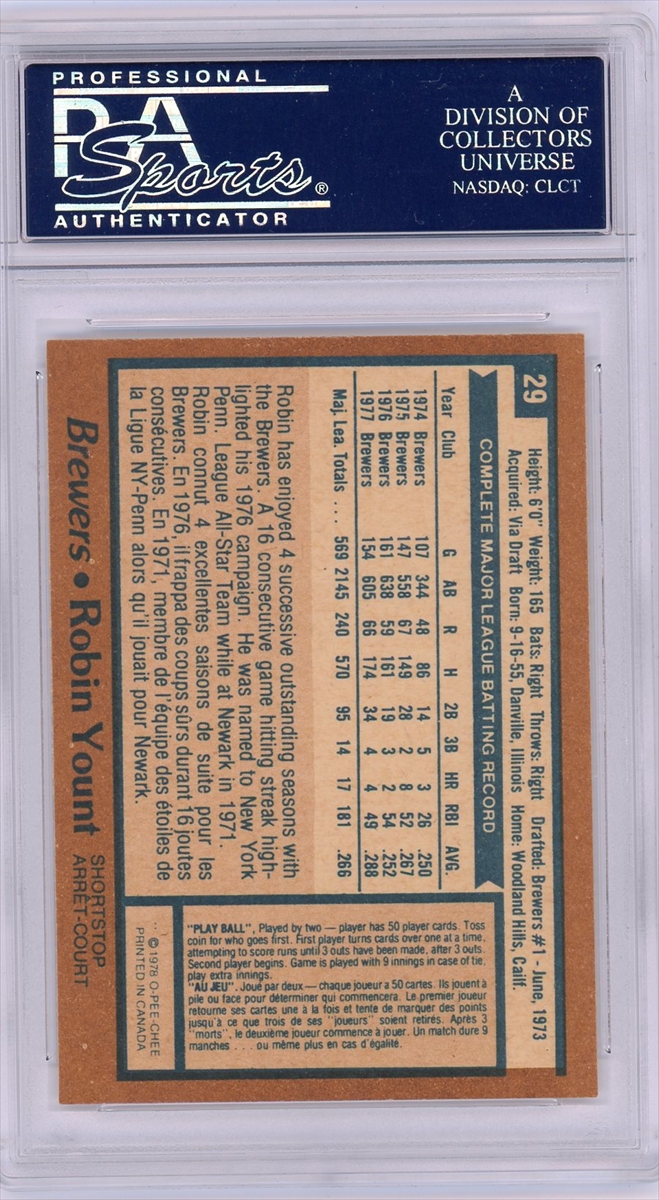 PROFESSIONAL
PSA
Sports®
AUTHENTICATOR
A
DIVISION OF
COLLECTORS
UNIVERSE
NASDAQ: CLCT
29
Height: 6'0" Weight: 165 Bats: Right Throws: Right Drafted: Brewers #1 - June, 1973
Acquired: Via Draft Born: 9-16-55, Danville, Illinois Home: Woodland Hills, Cailf.
COMPLETE MAJOR LEAGUE BATTING RECORD
Year Club G AB R H 2B 3B HR RBI AVG.
1974 Brewers 107 344 48 86 14 5 3 26 .250
1975 Brewers 147 558 67 149 28 2 8 52 .267
1976 Brewers 161 638 59 161 19 3 2 54 .252
1977 Brewers 154 605 66 174 34 4 4 49 .288
Maj. Lea. Totals . . . 569 2145 240 570 95 14 17 181 .266
Robin has enjoyed 4 successive outstanding seasons with
the Brewers. A 16 consecutive game hitting streak high-
lighted his 1976 campaign. He was named to New York
Penn. League All-Star Team while at Newark in 1971.
Robin connut 4 excellentes saisons de suite pour les
Brewers. En 1976, il frappa des coups sûrs durant 16 joutes
consécutives. En 1971, membre de l'équipe des étoiles de
la Ligue NY-Penn alors qu'il jouait pour Newark.
"PLAY BALL", Played by two — player has 50 player cards. Toss
coin for who goes first. First player turns cards over one at a time,
attempting to score runs until 3 outs have been made, after 3 outs.
Second player begins. Game is played with 9 innings in case of tie,
play extra innings.
"AU JEU". Joué par deux — chaque joueur a 50 cartes. Ils jouent à
pile ou face pour déterminer qui commencera. Le premier joueur
retourne ses cartes une à la fois et tente de marquer des points
jusqu'à ce que trois de ses "joueurs" soient retirés. Après 3
"morts", le deuxième joueur commence à jouer. Un match dure 9
manches . . . ou même plus en cas d'égalité.
Brewers • Robin Yount
SHORTSTOP
ARRÊT-COURT
© 1978 O-PEE-CHEE
PRINTED IN CANADA